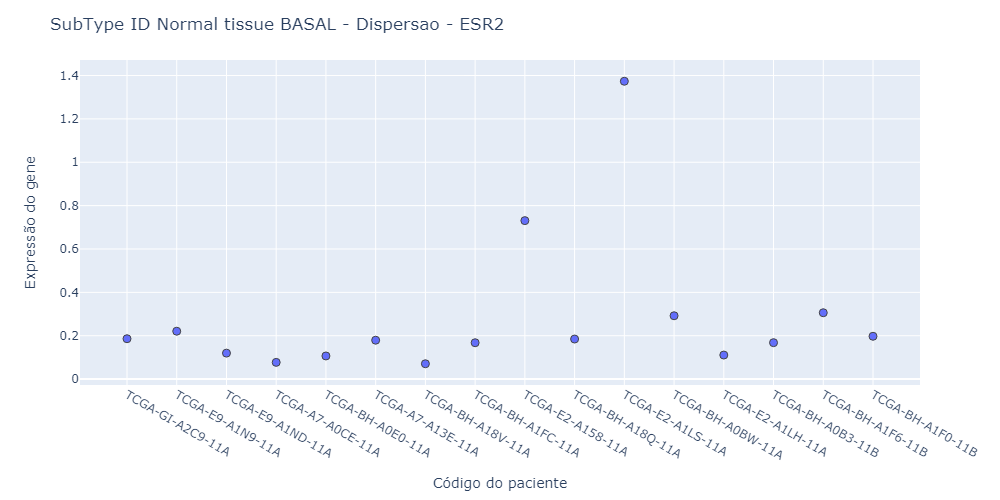 SubType ID Normal tissue BASAL - Dispersao - ESR2
Expressão do gene
1.4
1.2
1
0.8
0.6
0.4
0.2
0
TCGA-GI-A2C9-11A
TCGA-E9-A1N9-11A
TCGA-E9-A1ND-11A
TCGA-A7-A0CE-11A
TCGA-BH-A0E0-11A
TCGA-A7-A13E-11A
TCGA-BH-A18V-11A
TCGA-BH-A1FC-11A
TCGA-E2-A158-11A
TCGA-BH-A18Q-11A
TCGA-E2-A1LS-11A
TCGA-BH-A0BW-11A
TCGA-E2-A1LH-11A
TCGA-BH-A0B3-11B
TCGA-BH-A1F6-11B
TCGA-BH-A1F0-11B
Código do paciente